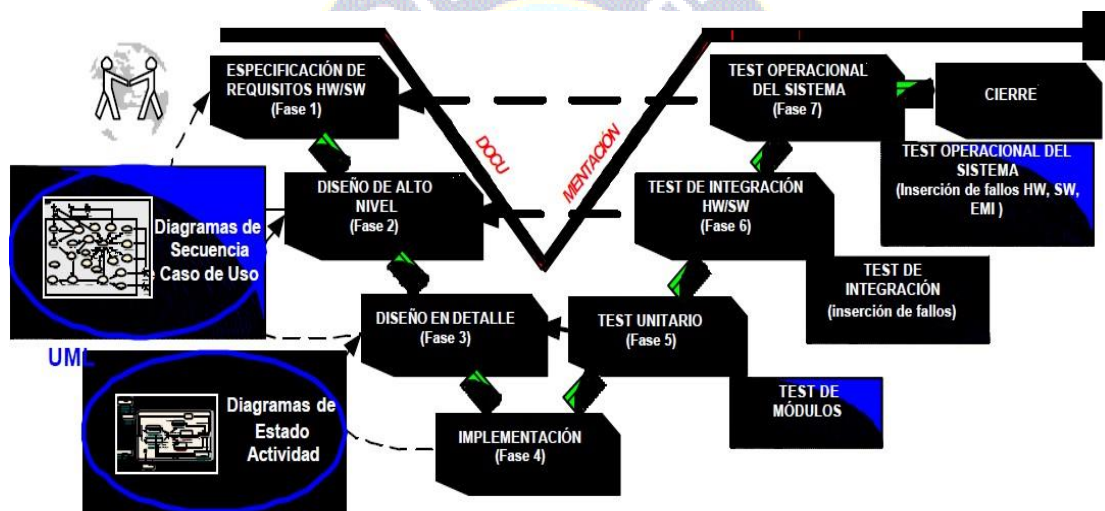 ESPECIFICACIÓN DE
REQUISITOS HW/SW
(Fase 1)
TEST OPERACIONAL
DEL SISTEMA
(Fase 7)
CIERRE
DOCU
MENTACIÓN
TEST OPERACIONAL DEL
SISTEMA
(Inserción de fallos HW, SW,
EMI )
DISEÑO DE ALTO
NIVEL
(Fase 2)
TEST DE INTEGRACIÓN
HW/SW
(Fase 6)
Diagramas de
Secuencia
Caso de Uso
TEST DE
INTEGRACIÓN
(inserción de fallos)
DISEÑO EN DETALLE
(Fase 3)
TEST UNITARIO
(Fase 5)
UML
TEST DE
MÓDULOS
Diagramas de
Estado
Actividad
IMPLEMENTACIÓN
(Fase 4)